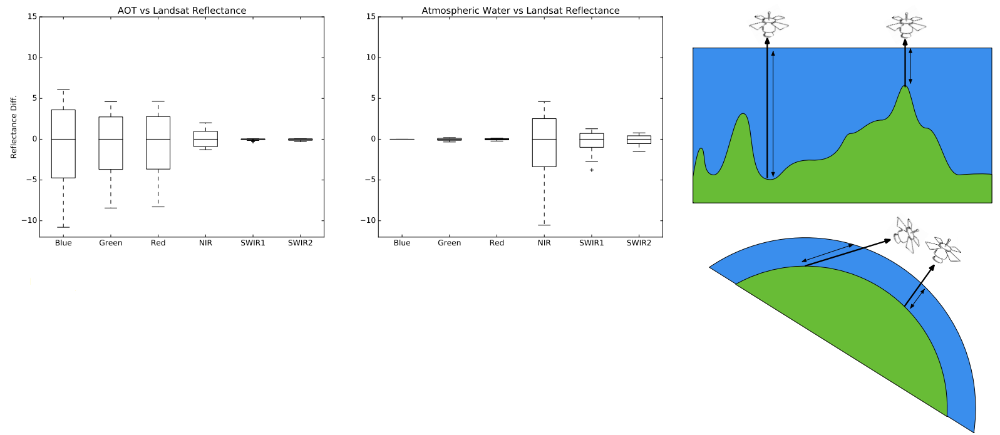 AOT vs Landsat Reflectance
15
10
5
0
−5
−10
Reflectance Diff.
Blue Green Red NIR SWIR1 SWIR2
Atmospheric Water vs Landsat Reflectance
15
10
5
0
−5
−10
Blue Green Red NIR SWIR1 SWIR2